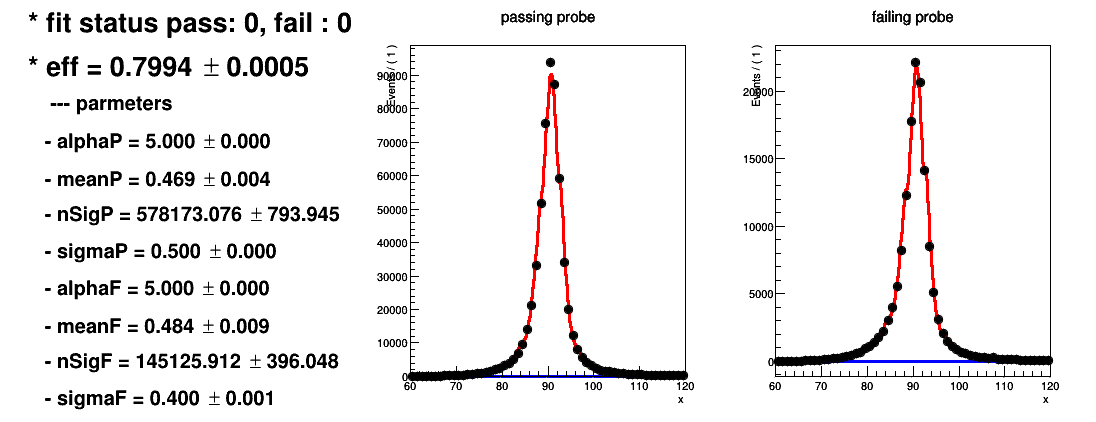 * fit status pass: 0, fail : 0
* eff = 0.7994 ± 0.0005
--- parmeters
- alphaP = 5.000 ± 0.000
- meanP = 0.469 ± 0.004
- nSigP = 578173.076 ± 793.945
- sigmaP = 0.500 ± 0.000
- alphaF = 5.000 ± 0.000
- meanF = 0.484 ± 0.009
- nSigF = 145125.912 ± 396.048
- sigmaF = 0.400 ± 0.001
passing probe
Events / ( 1 )
90000
80000
70000
60000
50000
40000
30000
20000
10000
0
60 70 80 90 100 110 120
x
failing probe
Events / ( 1 )
20000
15000
10000
5000
0
60 70 80 90 100 110 120
x